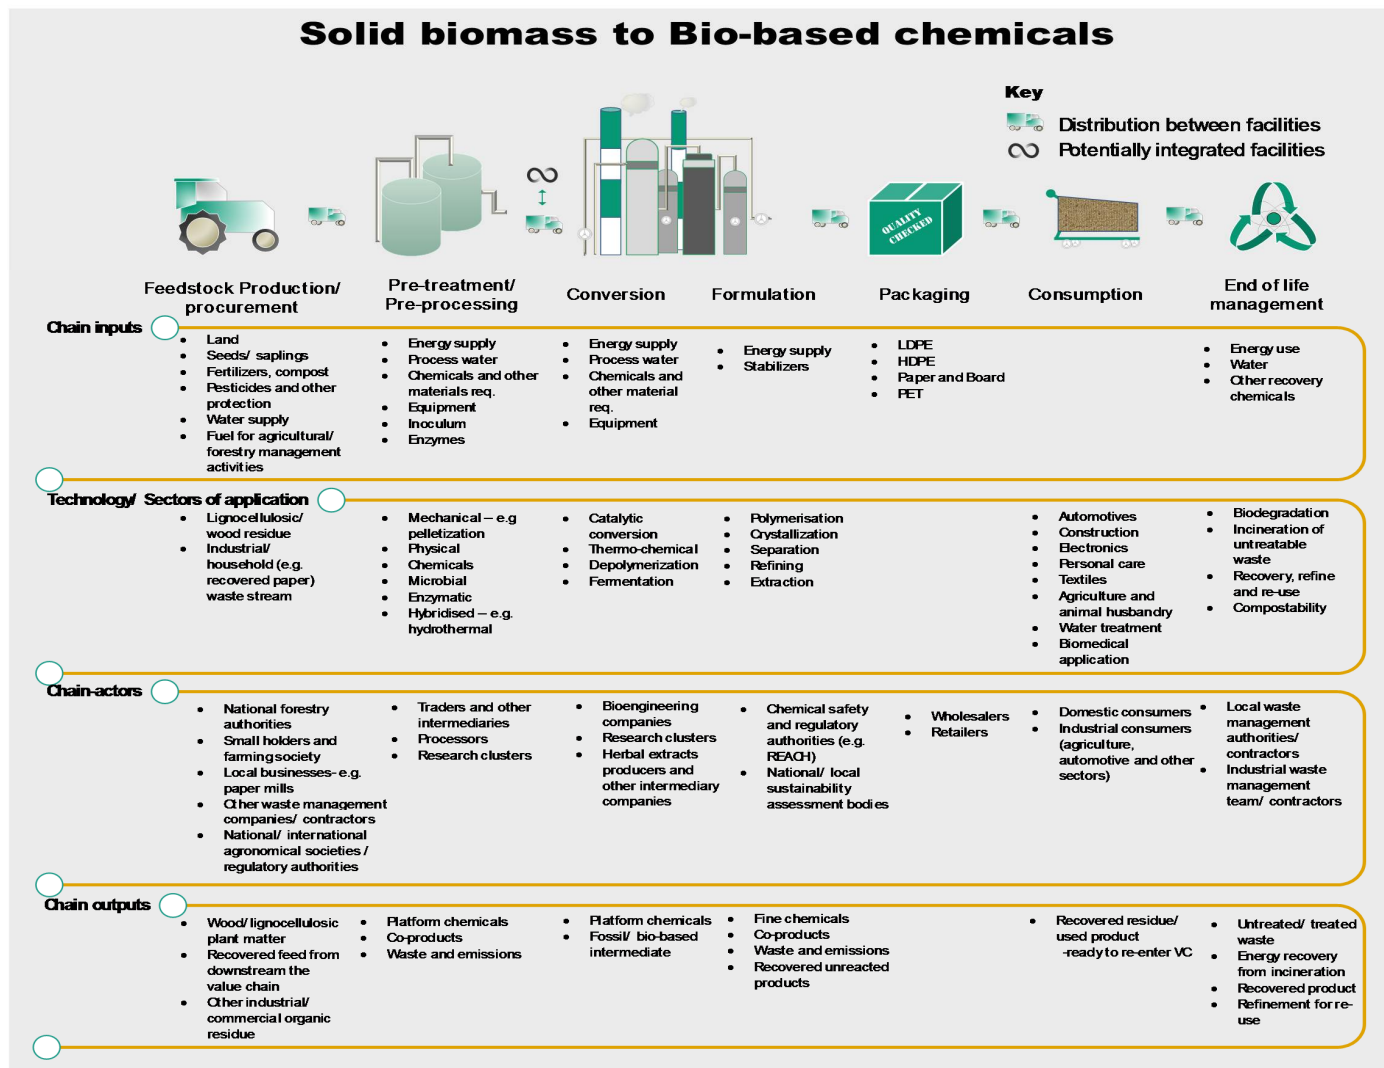 Solid biomass to Bio-based chemicals
Key
Distribution between facilities
Potentially integrated facilities
QUALITY
CHECKED
Feedstock Production/
procurement
Pre-treatment/
Pre-processing
Conversion
Formulation
Packaging
Consumption
End of life
management
Chain inputs
• Land
• Seeds/ saplings
• Fertilizers, compost
• Pesticides and other
protection
• Water supply
• Fuel for agricultural/
forestry management
activities
• Energy supply
• Process water
• Chemicals and other
materials req.
• Equipment
• Inoculum
• Enzymes
• Energy supply
• Process water
• Chemicals and
other material
req.
• Equipment
• Energy supply
• Stabilizers
• LDPE
• HDPE
• Paper and Board
• PET
• Energy use
• Water
• Other recovery
chemicals
Technology/ Sectors of application
• Lignocellulosic/
wood residue
• Industrial/
household (e.g.
recovered paper)
waste stream
• Mechanical – e.g
pelletization
• Physical
• Chemicals
• Microbial
• Enzymatic
• Hybridised – e.g.
hydrothermal
• Catalytic
conversion
• Thermo-chemical
• Depolymerization
• Fermentation
• Polymerisation
• Crystallization
• Separation
• Refining
• Extraction
• Automotives
• Construction
• Electronics
• Personal care
• Textiles
• Agriculture and
animal husbandry
• Water treatment
• Biomedical
application
• Biodegradation
• Incineration of
untreatable
waste
• Recovery, refine
and re-use
• Compostability
Chain-actors
• National forestry
authorities
• Small holders and
farming society
• Local businesses- e.g.
paper mills
• Other waste management
companies/ contractors
• National/ international
agronomical societies /
regulatory authorities
• Traders and other
intermediaries
• Processors
• Research clusters
• Bioengineering
companies
• Research clusters
• Herbal extracts
producers and
other intermediary
companies
• Chemical safety
and regulatory
authorities (e.g.
REACH)
• National/ local
sustainability
assessment bodies
• Wholesalers
• Retailers
• Domestic consumers
• Industrial consumers
(agriculture,
automotive and other
sectors)
• Local waste
management
authorities/
contractors
• Industrial waste
management
team/ contractors
Chain outputs
• Wood/ lignocellulosic
plant matter
• Recovered feed from
downstream the
value chain
• Other industrial/
commercial organic
residue
• Platform chemicals
• Co-products
• Waste and emissions
• Platform chemicals
• Fossil/ bio-based
intermediate
• Fine chemicals
• Co-products
• Waste and emissions
• Recovered unreacted
products
• Recovered residue/
used product
-ready to re-enter VC
• Untreated/ treated
waste
• Energy recovery
from incineration
• Recovered product
• Refinement for re-
use